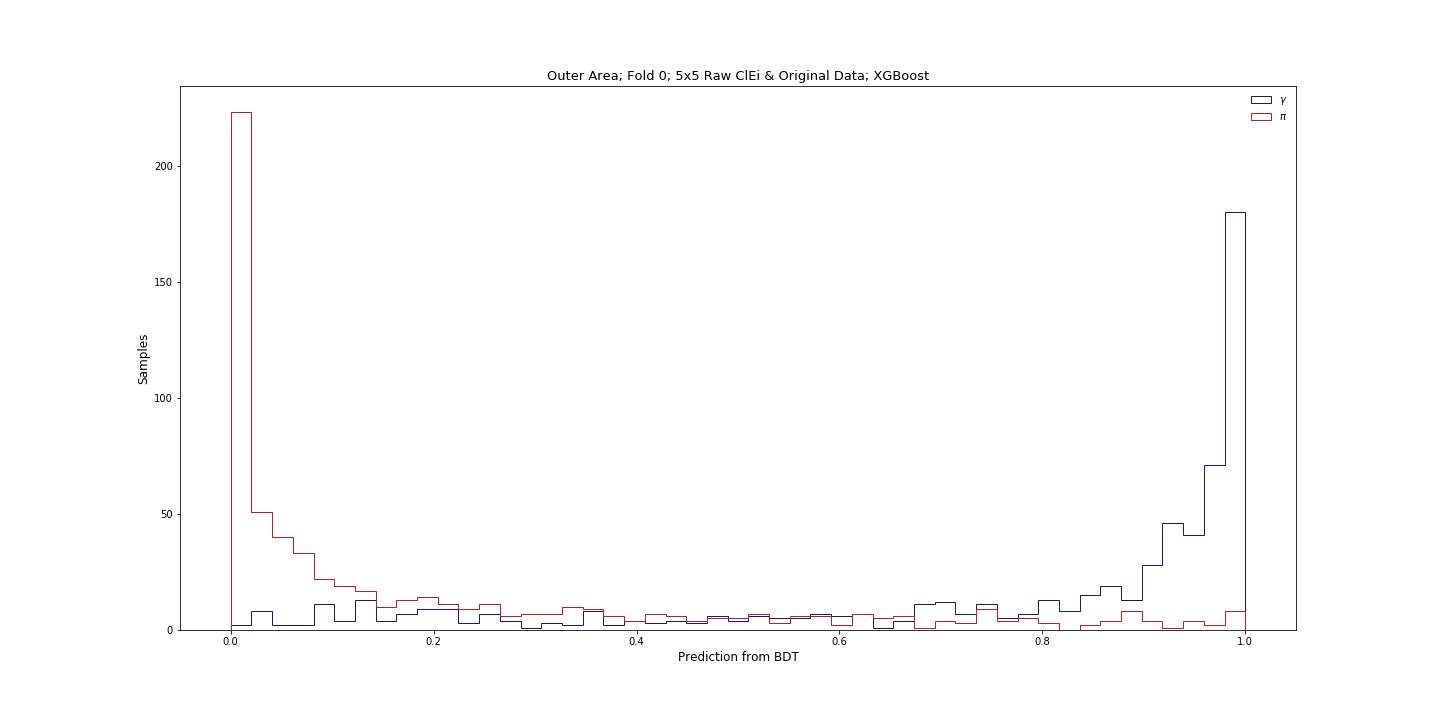 Outer Area; Fold 0; 5x5 Raw ClEi & Original Data; XGBoost
γ
π
200
150
100
50
0
Samples
0.0 0.2 0.4 0.6 0.8 1.0
Prediction from BDT